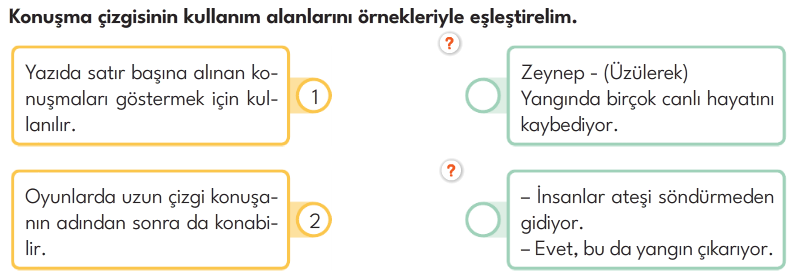 Konuşma çizgisinin kullanım alanlarını örnekleriyle eşleştirelim.
Yazıda satır başına alınan ko-
nuşmaları göstermek için kul-
lanılır.
1
?
Zeynep - (Üzülerek)
Yangında birçok canlı hayatını
kaybediyor.
Oyunlarda uzun çizgi konuşa-
nın adından sonra da konabi-
lir.
2
?
– İnsanlar ateşi söndürmeden
gidiyor.
– Evet, bu da yangın çıkarıyor.